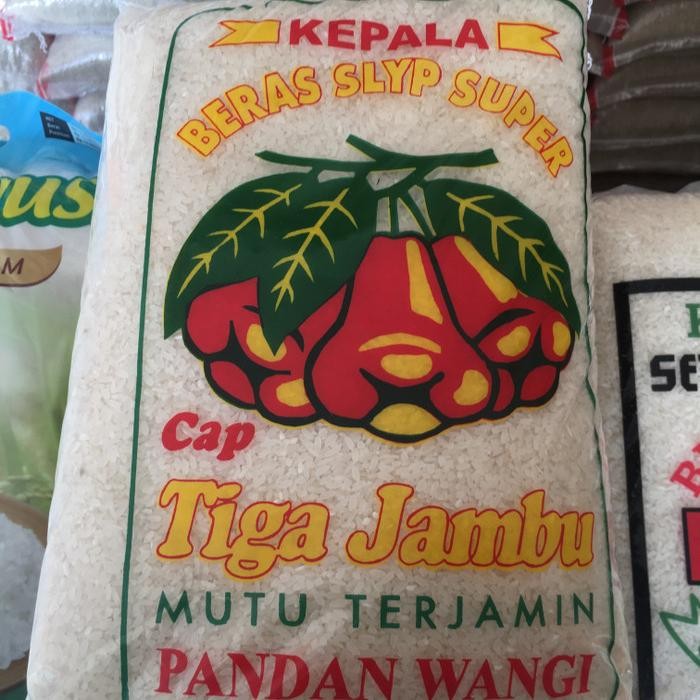 KEPALA
BERAS SLYP SUPER
Cap
Tiga Jambu
MUTU TERJAMIN
PANDAN WANGI